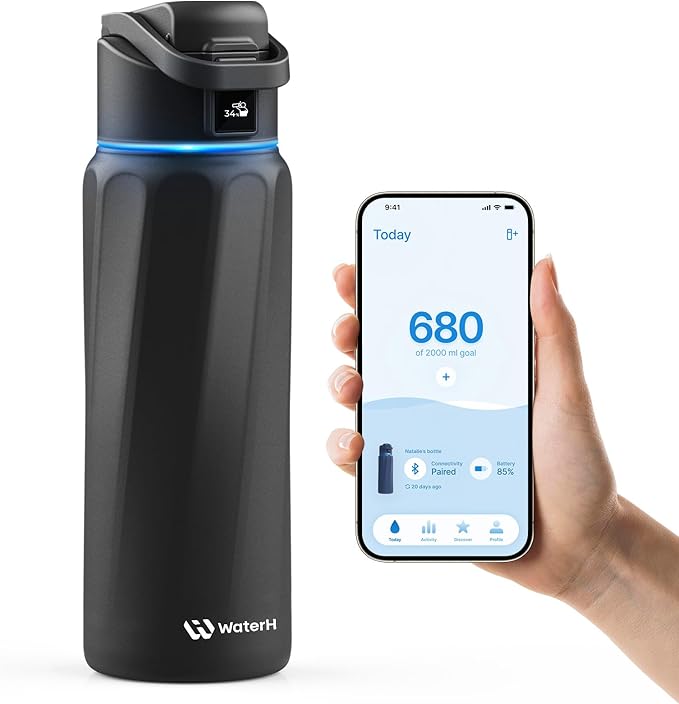 34%
WaterH
9:41
Today
680
of 2000 ml goal
+
Natalie's bottle
Connectivity
Paired
Battery
85%
20 days ago
Today
Activity
Discover
Profile